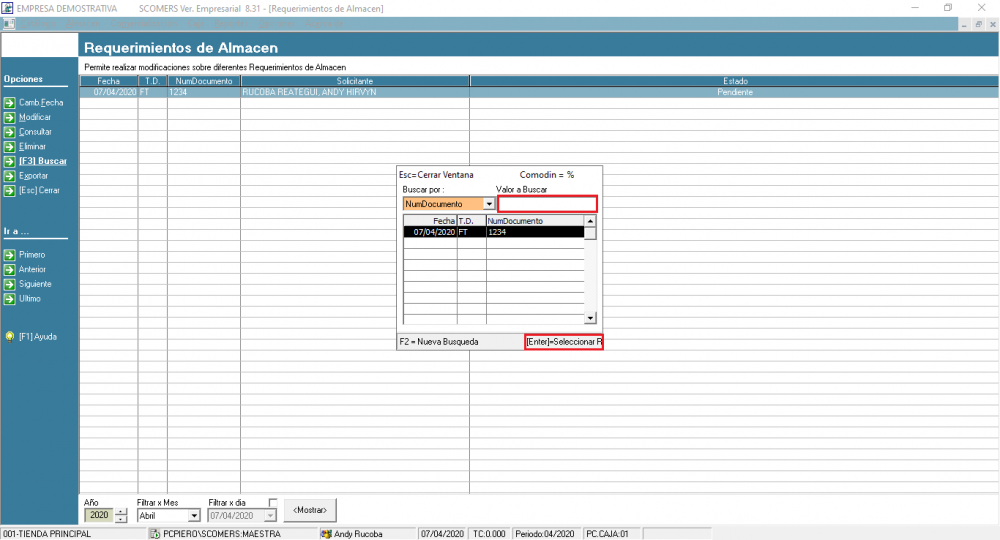 EMPRESA DEMOSTRATIVA SCOMERS Ver. Empresarial 8.31 - [Requerimientos de Almacen]
Requerimientos de Almacen
Permite realizar modificaciones sobre diferentes Requerimientos de Almacen
Opciones
Camb.Fecha
Modificar
Consultar
Eliminar
[F3] Buscar
Exportar
[Esc] Cerrar
Ir a ...
Primero
Anterior
Siguiente
Ultimo
[F1] Ayuda
Fecha T.D. NumDocumento Solicitante Estado
07/04/2020 FT 1234 RUCOBA REATEGUI, ANDY HIRVYN Pendiente
Esc=Cerrar Ventana Comodin = %
Buscar por : Valor a Buscar
NumDocumento
Fecha T.D. NumDocumento
07/04/2020 FT 1234
F2 = Nueva Busqueda [Enter]=Seleccionar R
Año Filtrar x Mes Filtrar x dia
2020 Abril 07/04/2020 <Mostrar>
001-TIENDA PRINCIPAL PCPIERO\SCOMERS:MAESTRA Andy Rucoba 07/04/2020 TC:0.000 Periodo:04/2020 PC.CAJA:01